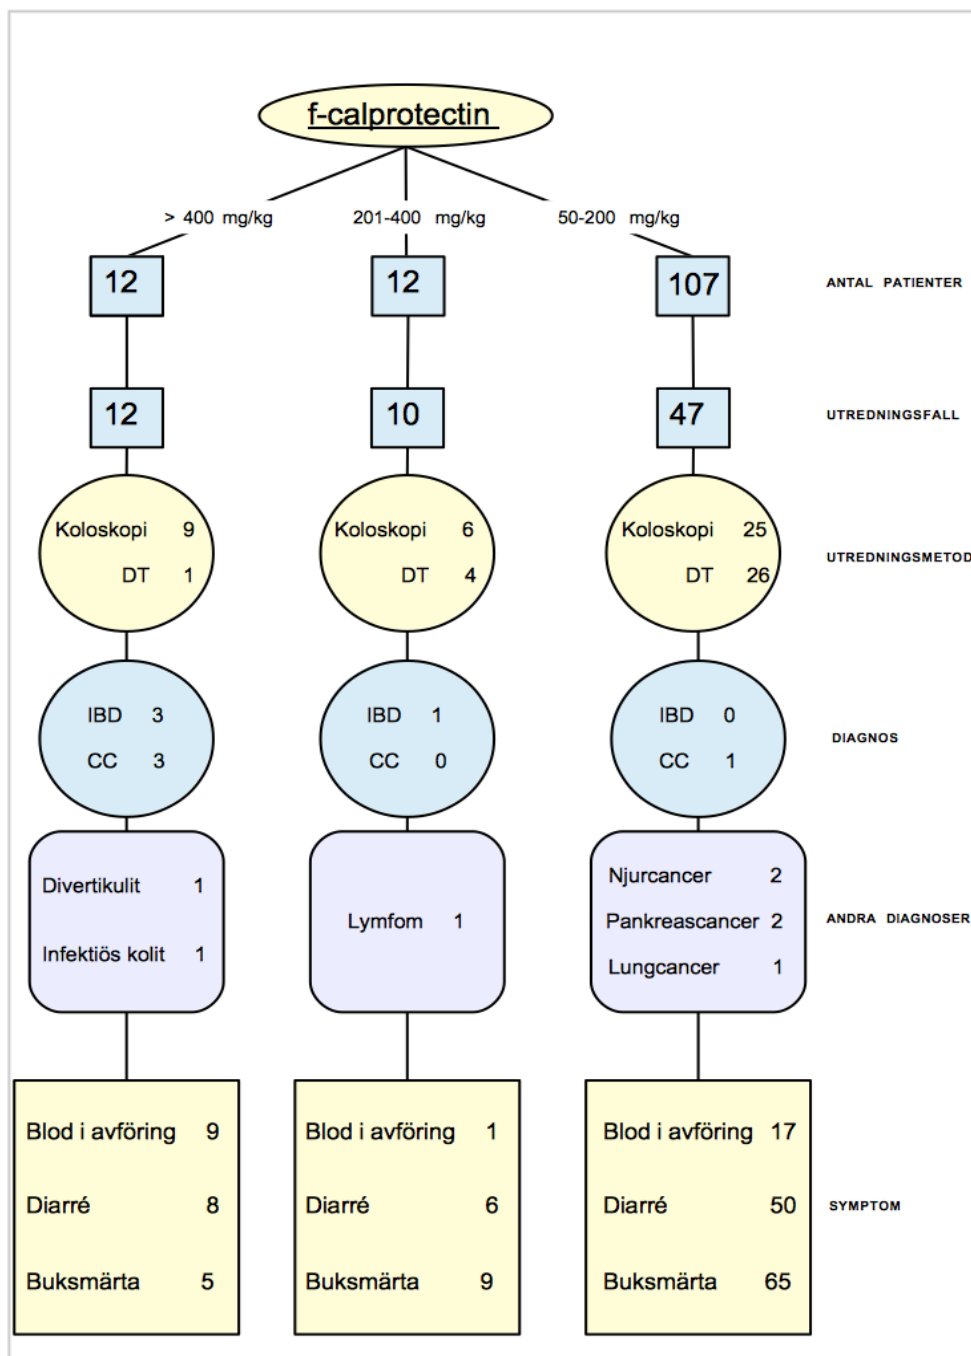 f-calprotectin
> 400 mg/kg 201-400 mg/kg 50-200 mg/kg
12 12 107 ANTAL PATIENTER
12 10 47 UTREDNINGSFALL
Koloskopi 9 Koloskopi 6 Koloskopi 25
UTREDNINGSMETOD
DT 1 DT 4 DT 26
IBD 3 IBD 1 IBD 0
DIAGNOS
CC 3 CC 0 CC 1
Divertikulit 1
Infektiös kolit 1
Lymfom 1
Njurcancer 2
Pankreascancer 2
Lungcancer 1
ANDRA DIAGNOSER
Blod i avföring 9 Blod i avföring 1 Blod i avföring 17
Diarré 8 Diarré 6 Diarré 50 SYMPTOM
Buksmärta 5 Buksmärta 9 Buksmärta 65